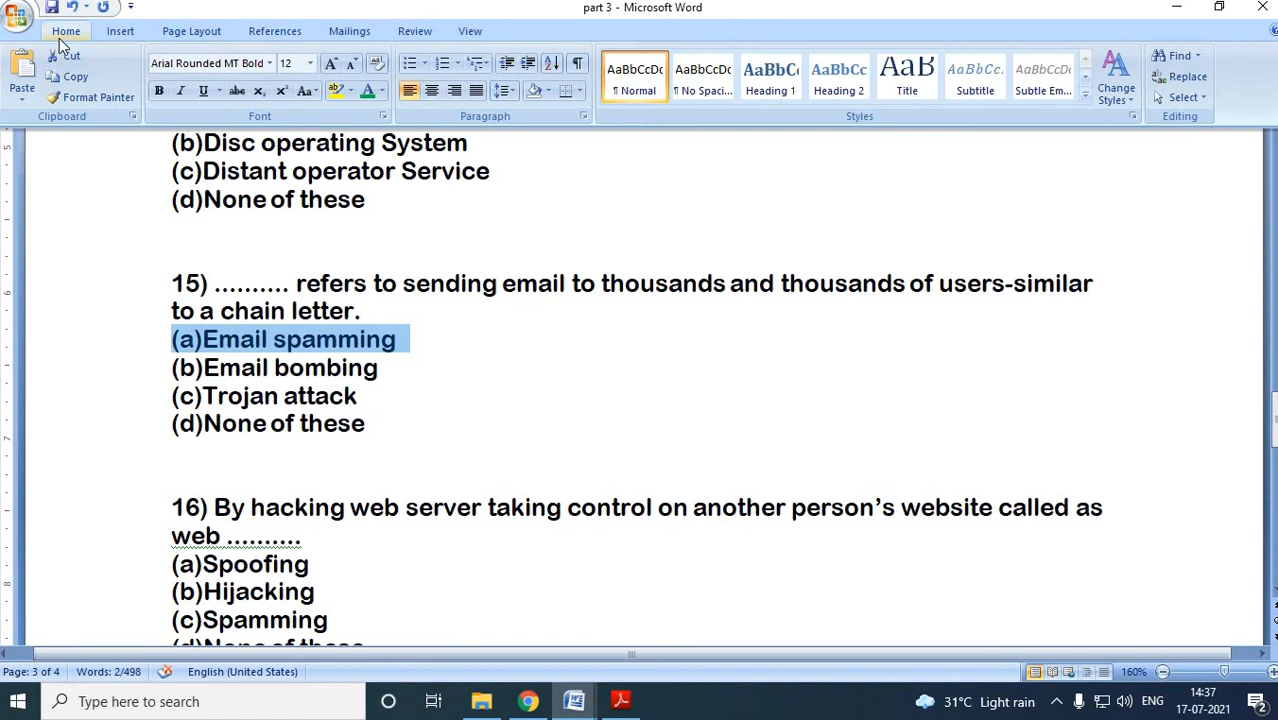 part 3 - Microsoft Word
Home Insert Page Layout References Mailings Review View
Paste
Cut
Copy
Format Painter
Clipboard
Arial Rounded MT Bold 12
Font
Paragraph
AaBbCcDc AaBbCcDc AaBbC AaBbCc AaB AaBbCc. AaBbCcDc
¶ Normal ¶ No Spaci... Heading 1 Heading 2 Title Subtitle Subtle Em...
Change Styles
Styles
Find
Replace
Select
Editing
(b)Disc operating System
(c)Distant operator Service
(d)None of these
15) .......... refers to sending email to thousands and thousands of users-similar
to a chain letter.
(a)Email spamming
(b)Email bombing
(c)Trojan attack
(d)None of these
16) By hacking web server taking control on another person’s website called as
web ..........
(a)Spoofing
(b)Hijacking
(c)Spamming
(d)None of these
Page: 3 of 4 Words: 2/498 English (United States) 160%
Type here to search 31°C Light rain ENG 14:37
17-07-2021 2